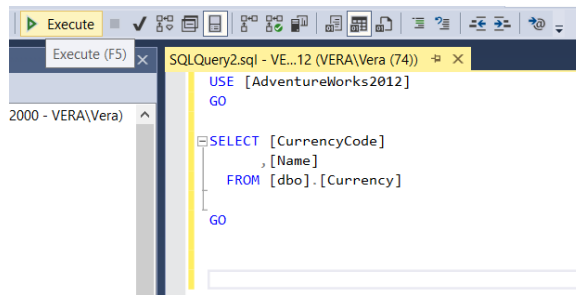 Execute
Execute (F5)
SQLQuery2.sql - VE...12 (VERA\Vera (74))
2000 - VERA\Vera)
USE [AdventureWorks2012]
GO
SELECT [CurrencyCode]
,[Name]
FROM [dbo].[Currency]
GO